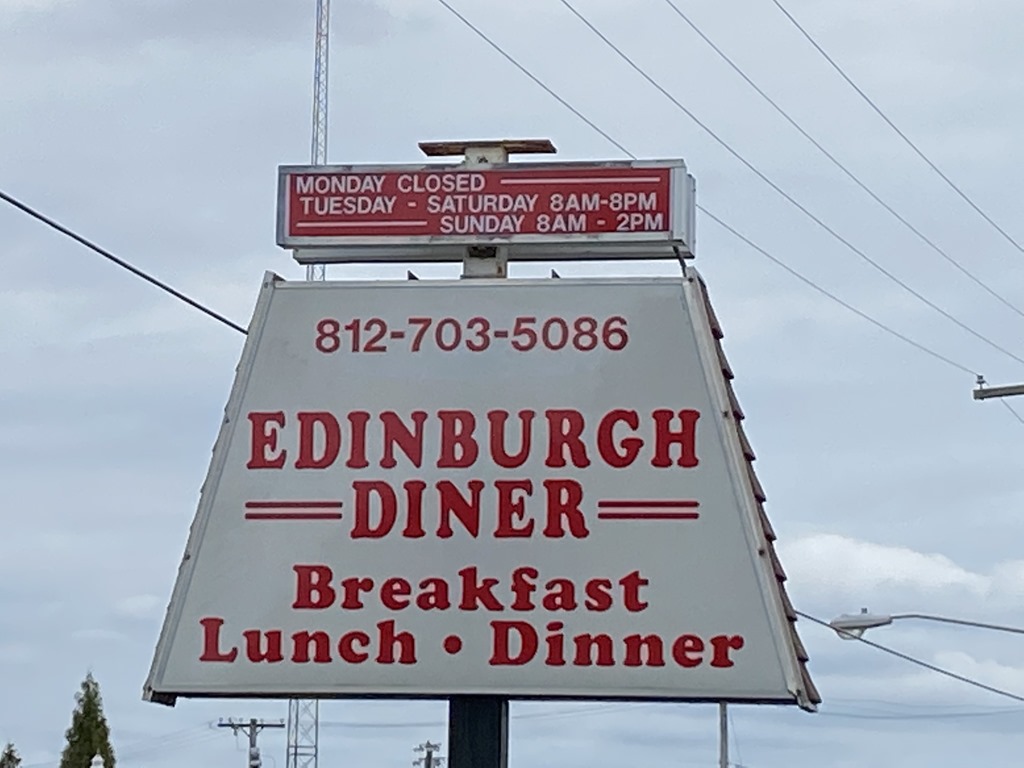 MONDAY CLOSED
TUESDAY - SATURDAY 8AM-8PM
SUNDAY 8AM - 2PM
812-703-5086
EDINBURGH
DINER
Breakfast
Lunch • Dinner